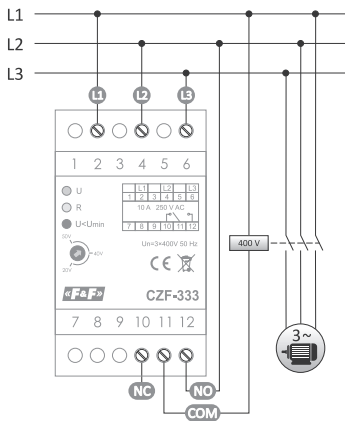 L1
L2
L3
L1 L2 L3
1 2 3 4 5 6
U
R
U<Umin
50V
40V
20V
L1 L2 L3
1 2 3 4 5 6
10 A 250 V AC
7 8 9 10 11 12
Un=3×400V 50 Hz
CE
«F&F»
CZF-333
7 8 9 10 11 12
NC NO
COM
400 V
3~